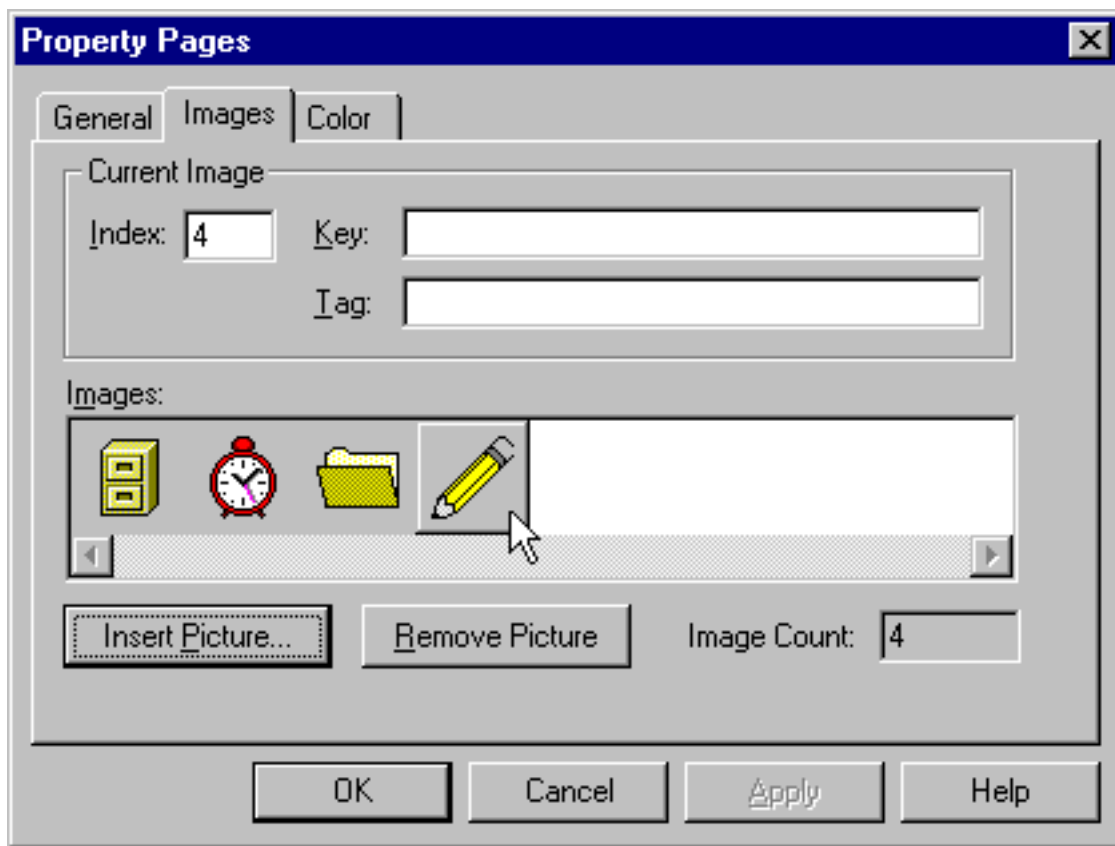 Property Pages
General Images Color
Current Image
Index: 4 Key:
Tag:
Images:
Insert Picture... Remove Picture Image Count: 4
OK Cancel Apply Help